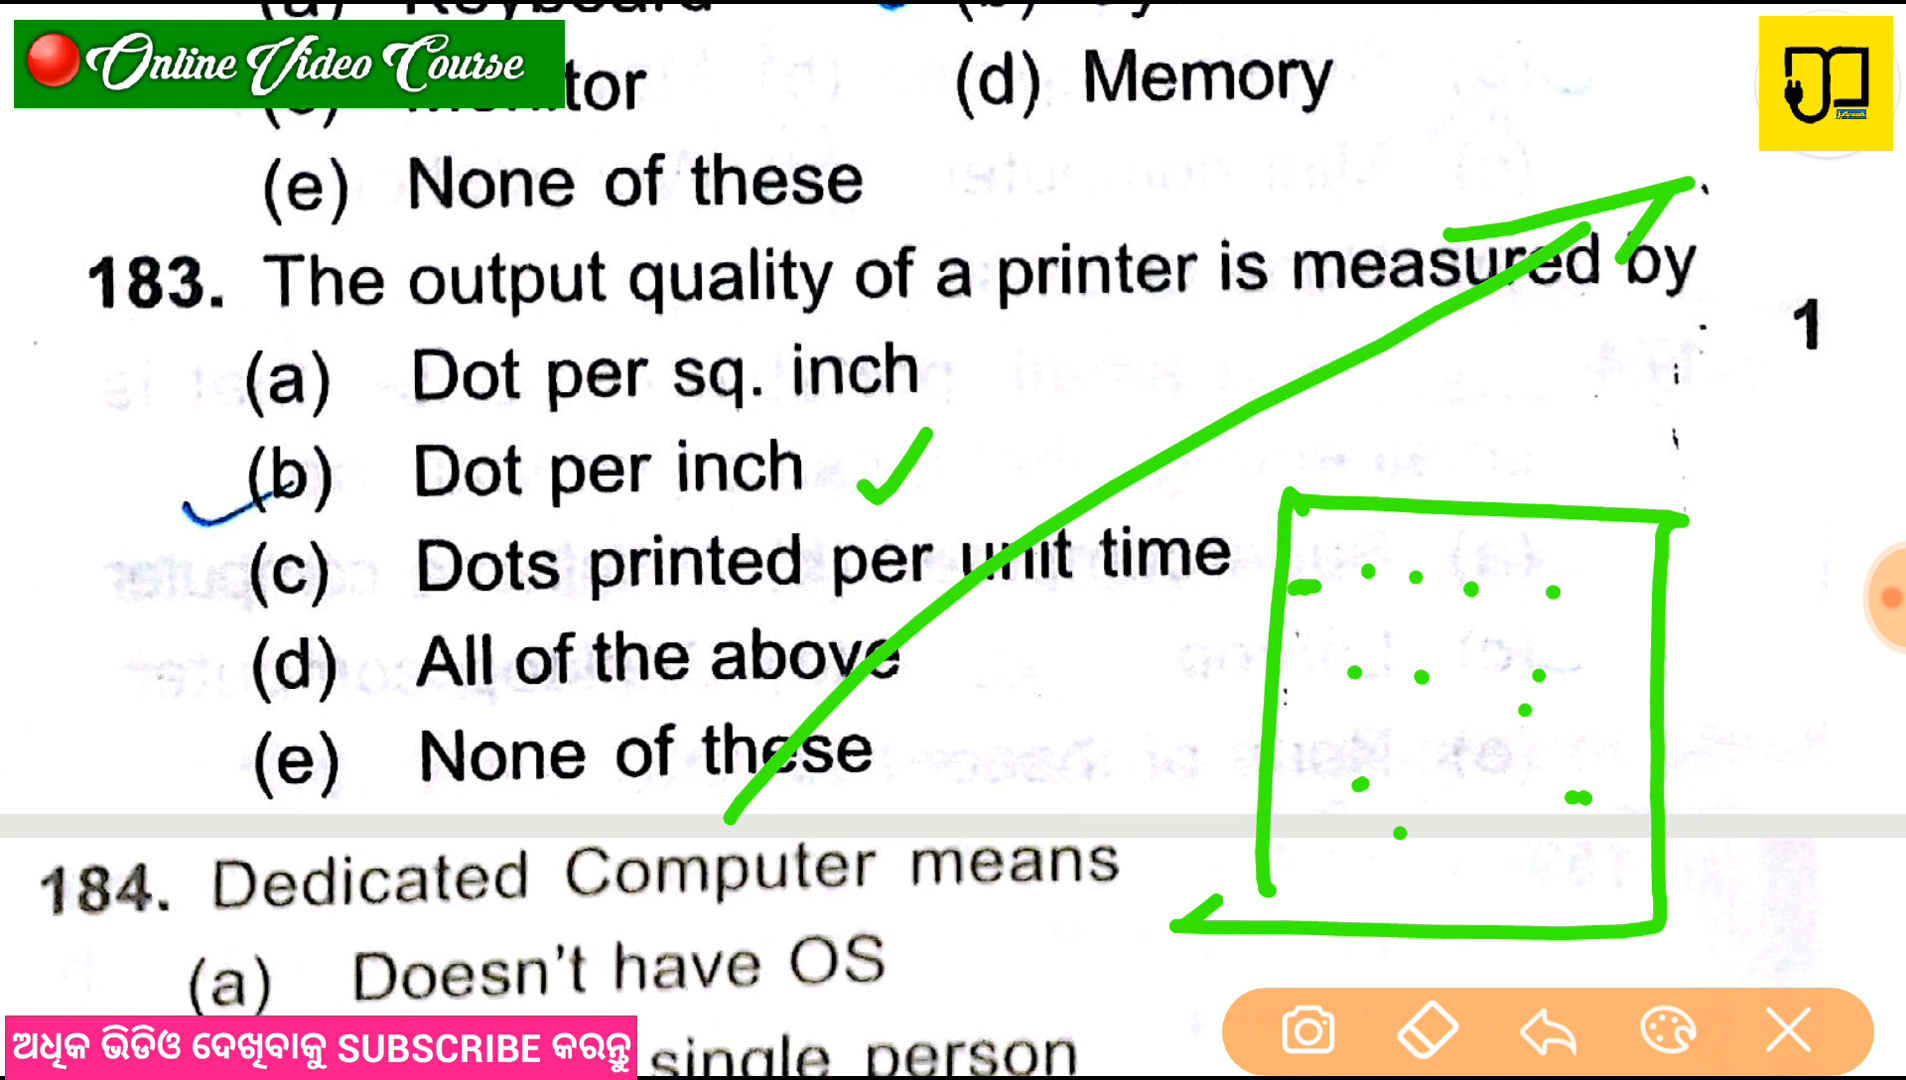 Online Video Course
(d) Memory
(e) None of these
183. The output quality of a printer is measured by
(a) Dot per sq. inch
(b) Dot per inch
(c) Dots printed per unit time
(d) All of the above
(e) None of these
1
184. Dedicated Computer means
(a) Doesn't have OS
ଅଧିକ ଭିଡିଓ ଦେଖିବାକୁ SUBSCRIBE କରନ୍ତୁ
single person